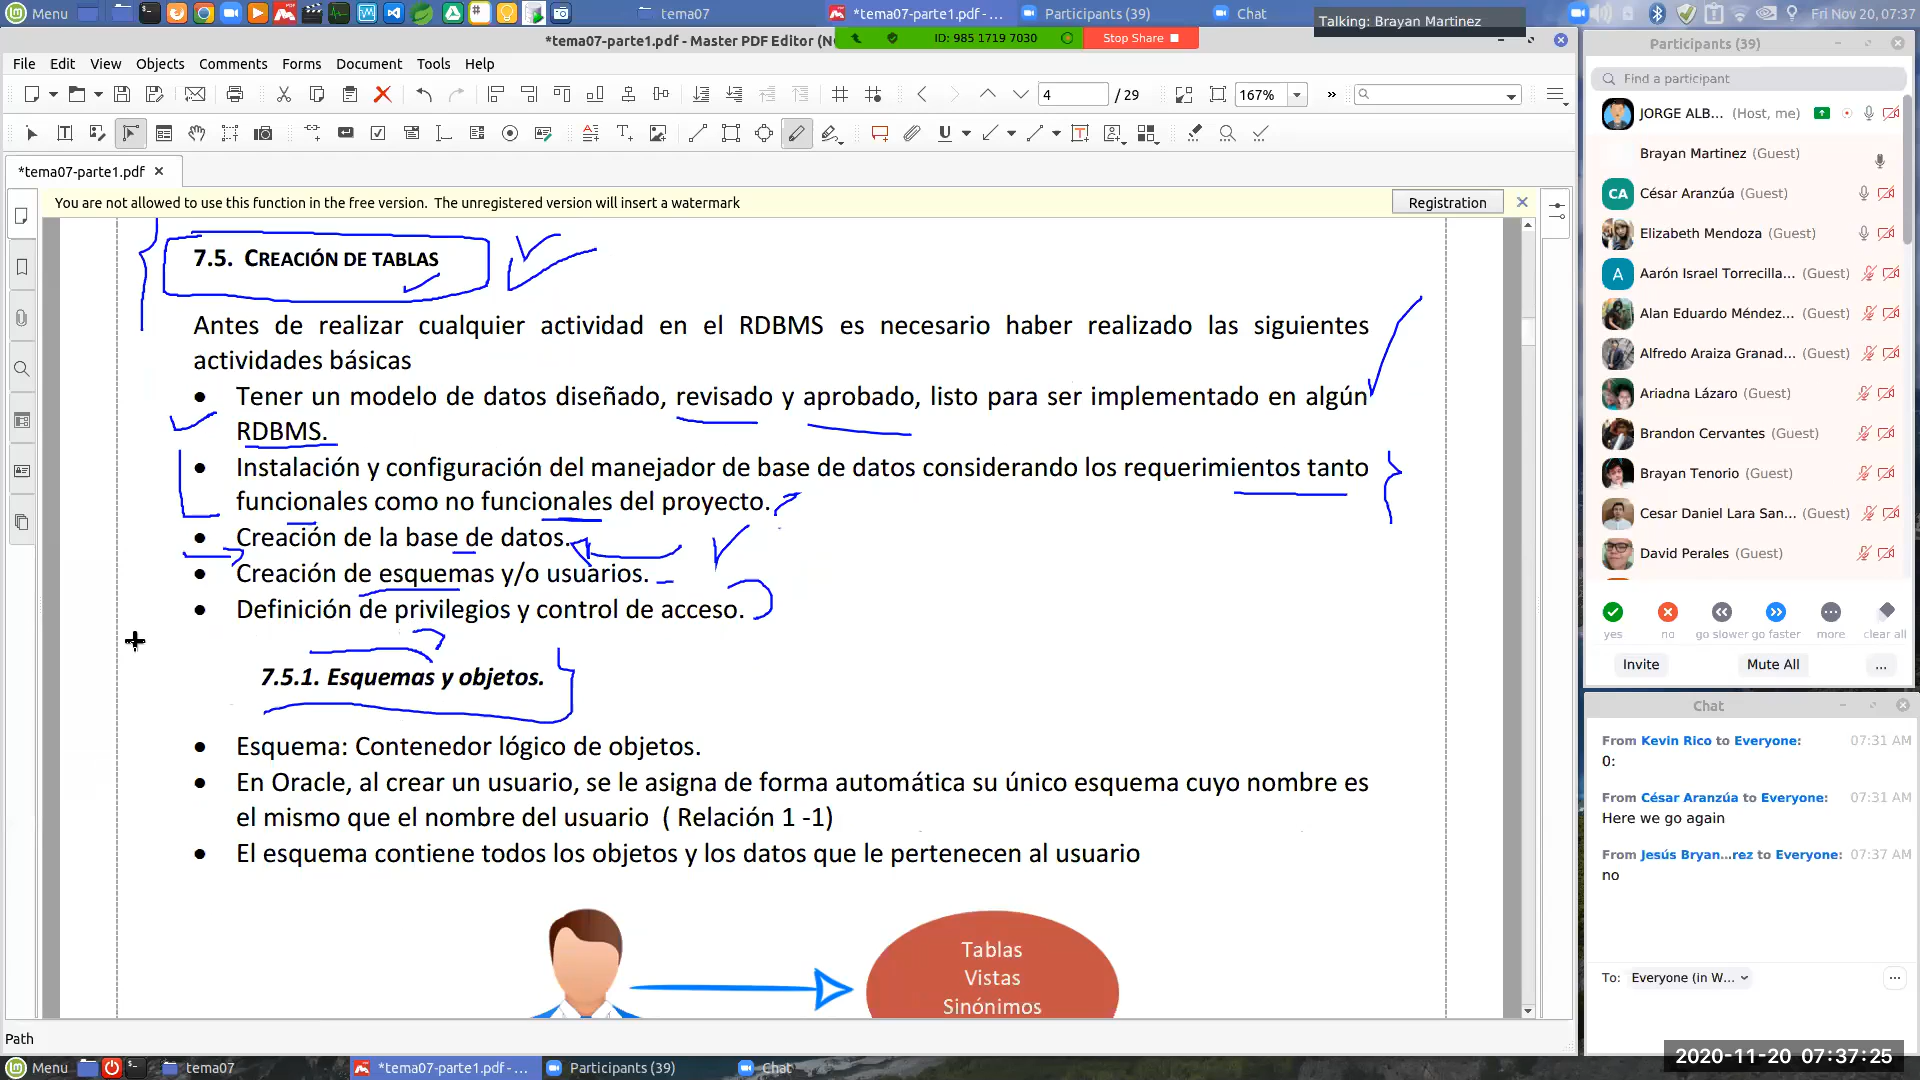 Menu
tema07
*tema07-parte1.pdf - ...
Participants (39)
Chat
Talking: Brayan Martinez
Fri Nov 20, 07:37
*tema07-parte1.pdf - Master PDF Editor (No
ID: 985 1719 7030
Stop Share
File Edit View Objects Comments Forms Document Tools Help
4 / 29
167%
*tema07-parte1.pdf
You are not allowed to use this function in the free version. The unregistered version will insert a watermark
Registration
7.5. CREACIÓN DE TABLAS
Antes de realizar cualquier actividad en el RDBMS es necesario haber realizado las siguientes
actividades básicas
• Tener un modelo de datos diseñado, revisado y aprobado, listo para ser implementado en algún
RDBMS.
• Instalación y configuración del manejador de base de datos considerando los requerimientos tanto
funcionales como no funcionales del proyecto.
• Creación de la base de datos.
• Creación de esquemas y/o usuarios.
• Definición de privilegios y control de acceso.
7.5.1. Esquemas y objetos.
• Esquema: Contenedor lógico de objetos.
• En Oracle, al crear un usuario, se le asigna de forma automática su único esquema cuyo nombre es
el mismo que el nombre del usuario ( Relación 1 -1)
• El esquema contiene todos los objetos y los datos que le pertenecen al usuario
Tablas
Vistas
Sinónimos
Path
Participants (39)
Find a participant
JORGE ALB... (Host, me)
Brayan Martinez (Guest)
CA César Aranzúa (Guest)
Elizabeth Mendoza (Guest)
A Aarón Israel Torrecilla... (Guest)
Alan Eduardo Méndez... (Guest)
Alfredo Araiza Granad... (Guest)
Ariadna Lázaro (Guest)
Brandon Cervantes (Guest)
Brayan Tenorio (Guest)
Cesar Daniel Lara San... (Guest)
David Perales (Guest)
yes no go slower go faster more clear all
Invite Mute All ...
Chat
From Kevin Rico to Everyone: 07:31 AM
0:
From César Aranzúa to Everyone: 07:31 AM
Here we go again
From Jesús Bryan...rez to Everyone: 07:37 AM
no
To: Everyone (in W...
2020-11-20 07:37:25
Menu
tema07
*tema07-parte1.pdf - ...
Participants (39)
Chat